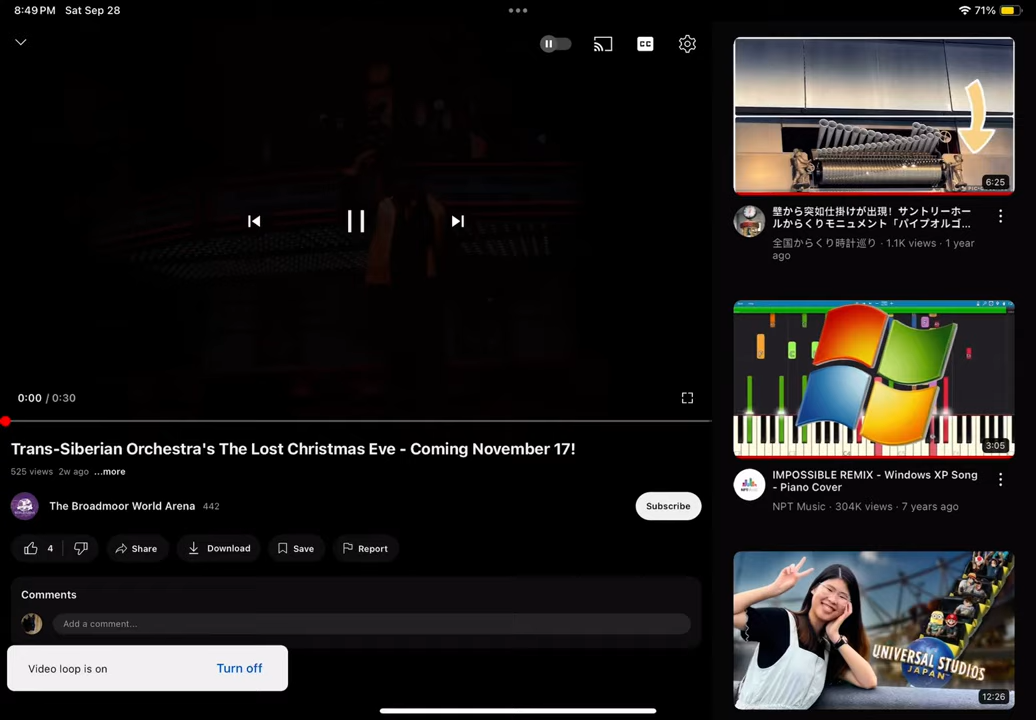 8:49 PM Sat Sep 28
71%
CC
0:00 / 0:30
Trans-Siberian Orchestra's The Lost Christmas Eve - Coming November 17!
525 views 2w ago ...more
The Broadmoor World Arena 442
Subscribe
4
Share
Download
Save
Report
Comments
Add a comment...
Video loop is on
Turn off
6:25
壁から突如仕掛けが出現！サントリーホー
ルからくりモニュメント「パイプオルゴ...
全国からくり時計巡り · 1.1K views · 1 year
ago
3:05
IMPOSSIBLE REMIX - Windows XP Song
- Piano Cover
NPT Music · 304K views · 7 years ago
UNIVERSAL STUDIOS
JAPAN
12:26